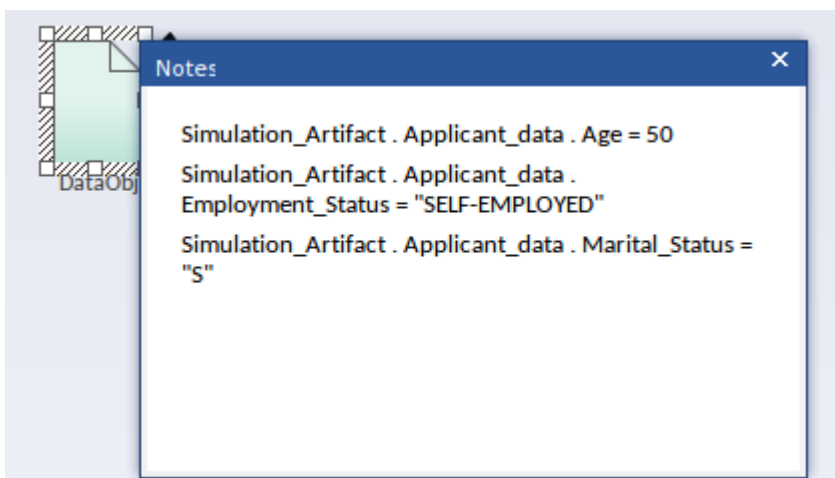 Notes
Simulation_Artifact . Applicant_data . Age = 50
Simulation_Artifact . Applicant_data .
Employment_Status = "SELF-EMPLOYED"
Simulation_Artifact . Applicant_data . Marital_Status =
"S"
DataObj